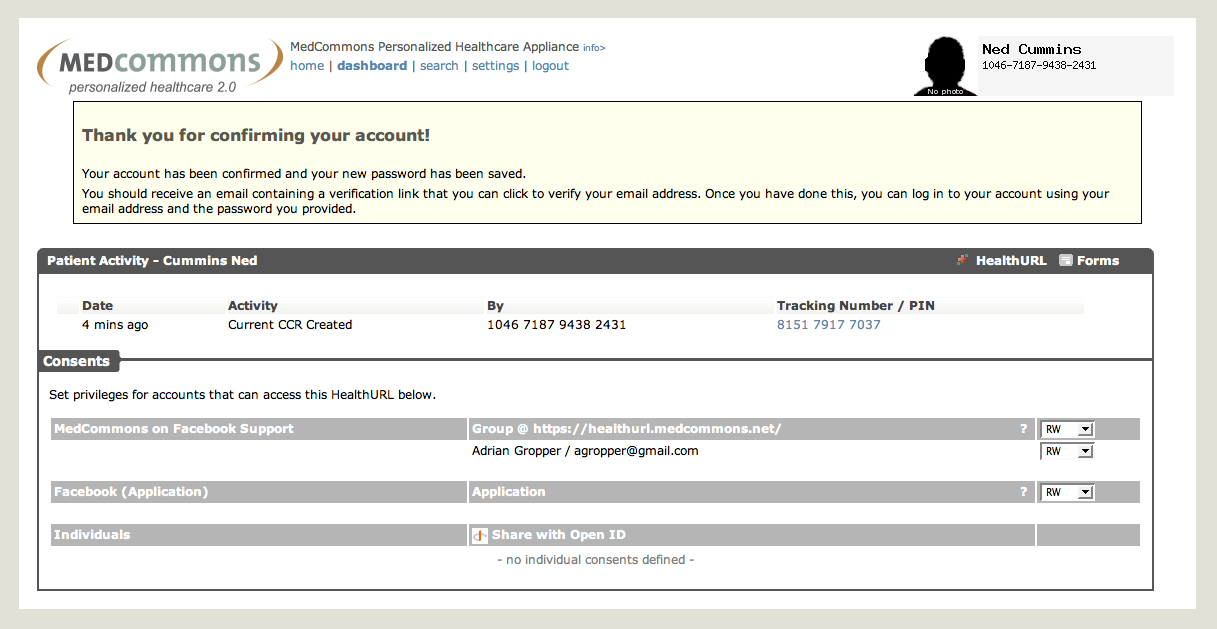 MEDcommons
personalized healthcare 2.0
MedCommons Personalized Healthcare Appliance info>
home | dashboard | search | settings | logout
No photo
Ned Cummins
1046-7187-9438-2431
Thank you for confirming your account!
Your account has been confirmed and your new password has been saved.
You should receive an email containing a verification link that you can click to verify your email address. Once you have done this, you can log in to your account using your
email address and the password you provided.
Patient Activity - Cummins Ned HealthURL Forms
Date Activity By Tracking Number / PIN
4 mins ago Current CCR Created 1046 7187 9438 2431 8151 7917 7037
Consents
Set privileges for accounts that can access this HealthURL below.
MedCommons on Facebook Support Group @ https://healthurl.medcommons.net/ ? RW
Adrian Gropper / agropper@gmail.com RW
Facebook (Application) Application ? RW
Individuals Share with Open ID
- no individual consents defined -